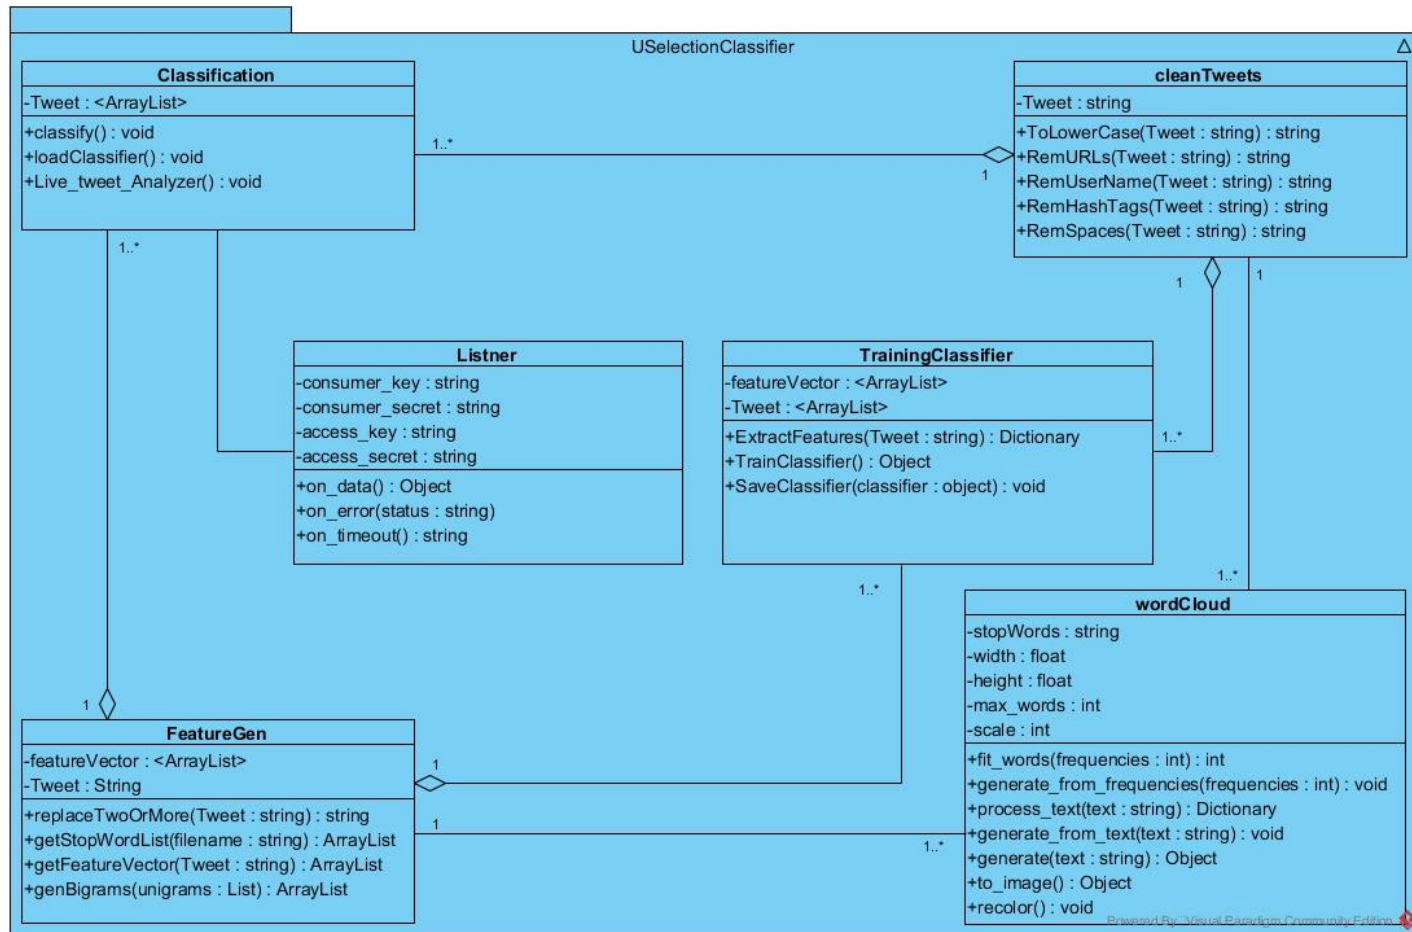 USelectionClassifier
Classification
-Tweet : <ArrayList>
+classify() : void
+loadClassifier() : void
+Live_tweet_Analyzer() : void
1..*
1
cleanTweets
-Tweet : string
+ToLowerCase(Tweet : string) : string
+RemURLs(Tweet : string) : string
+RemUserName(Tweet : string) : string
+RemHashTags(Tweet : string) : string
+RemSpaces(Tweet : string) : string
1..*
1
1
Listner
-consumer_key : string
-consumer_secret : string
-access_key : string
-access_secret : string
+on_data() : Object
+on_error(status : string)
+on_timeout() : string
TrainingClassifier
-featureVector : <ArrayList>
-Tweet : <ArrayList>
+ExtractFeatures(Tweet : string) : Dictionary
+TrainClassifier() : Object
+SaveClassifier(classifier : object) : void
1..*
1..*
1..*
wordCloud
-stopWords : string
-width : float
-height : float
-max_words : int
-scale : int
+fit_words(frequencies : int) : int
+generate_from_frequencies(frequencies : int) : void
+process_text(text : string) : Dictionary
+generate_from_text(text : string) : void
+generate(text : string) : Object
+to_image() : Object
+recolor() : void
1
FeatureGen
-featureVector : <ArrayList>
-Tweet : String
+replaceTwoOrMore(Tweet : string) : string
+getStopWordList(filename : string) : ArrayList
+getFeatureVector(Tweet : string) : ArrayList
+genBigrams(unigrams : List) : ArrayList
1
1
1..*
Powered By Visual Paradigm Community Edition